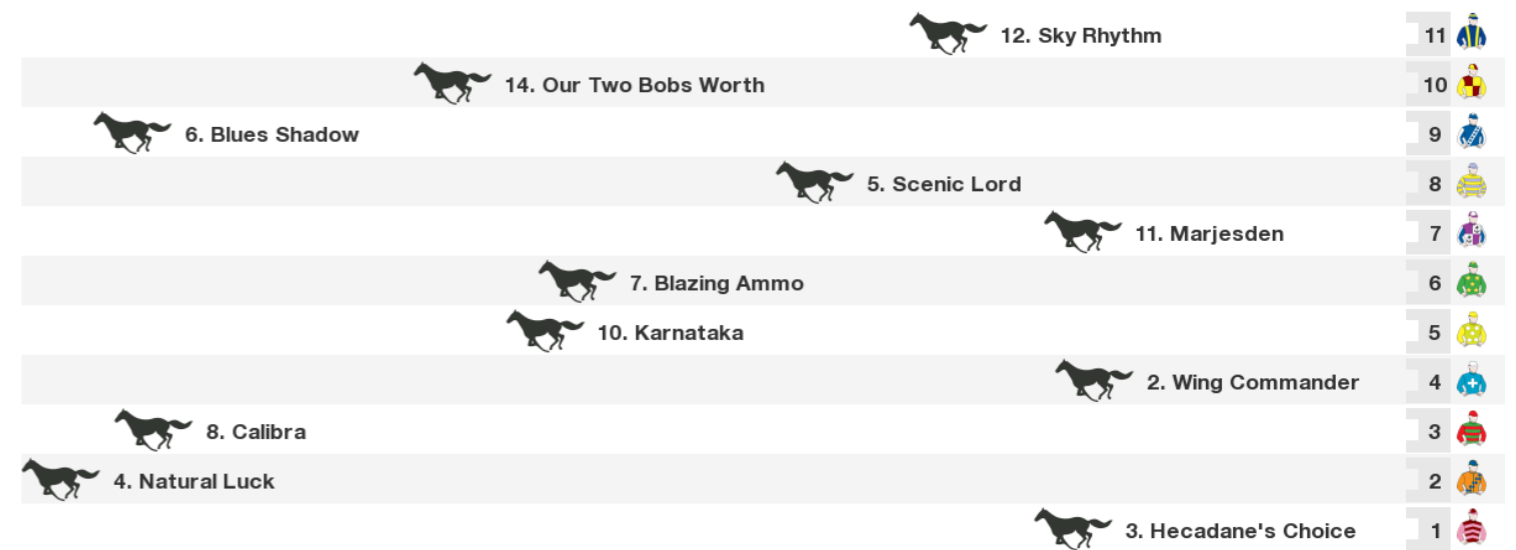 12. Sky Rhythm 11
14. Our Two Bobs Worth 10
6. Blues Shadow 9
5. Scenic Lord 8
11. Marjesden 7
7. Blazing Ammo 6
10. Karnataka 5
2. Wing Commander 4
8. Calibra 3
4. Natural Luck 2
3. Hecadane's Choice 1